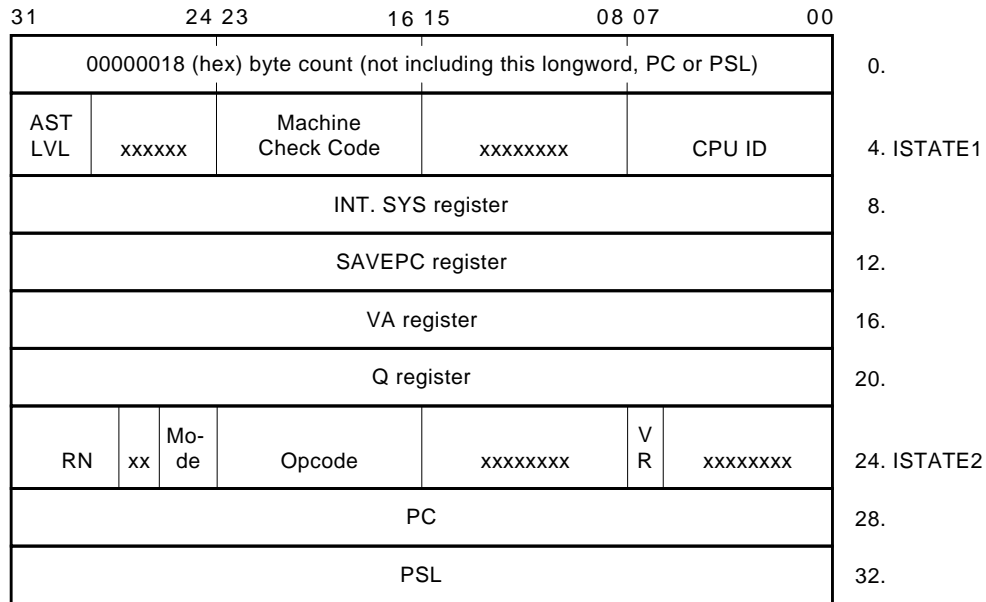 31 24 23 16 15 08 07 00
00000018 (hex) byte count (not including this longword, PC or PSL) 0.
AST Machine
LVL xxxxxx Check Code xxxxxxxx CPU ID 4. ISTATE1
INT. SYS register 8.
SAVEPC register 12.
VA register 16.
Q register 20.
Mo- V
RN xx de Opcode xxxxxxxx R xxxxxxxx 24. ISTATE2
PC 28.
PSL 32.